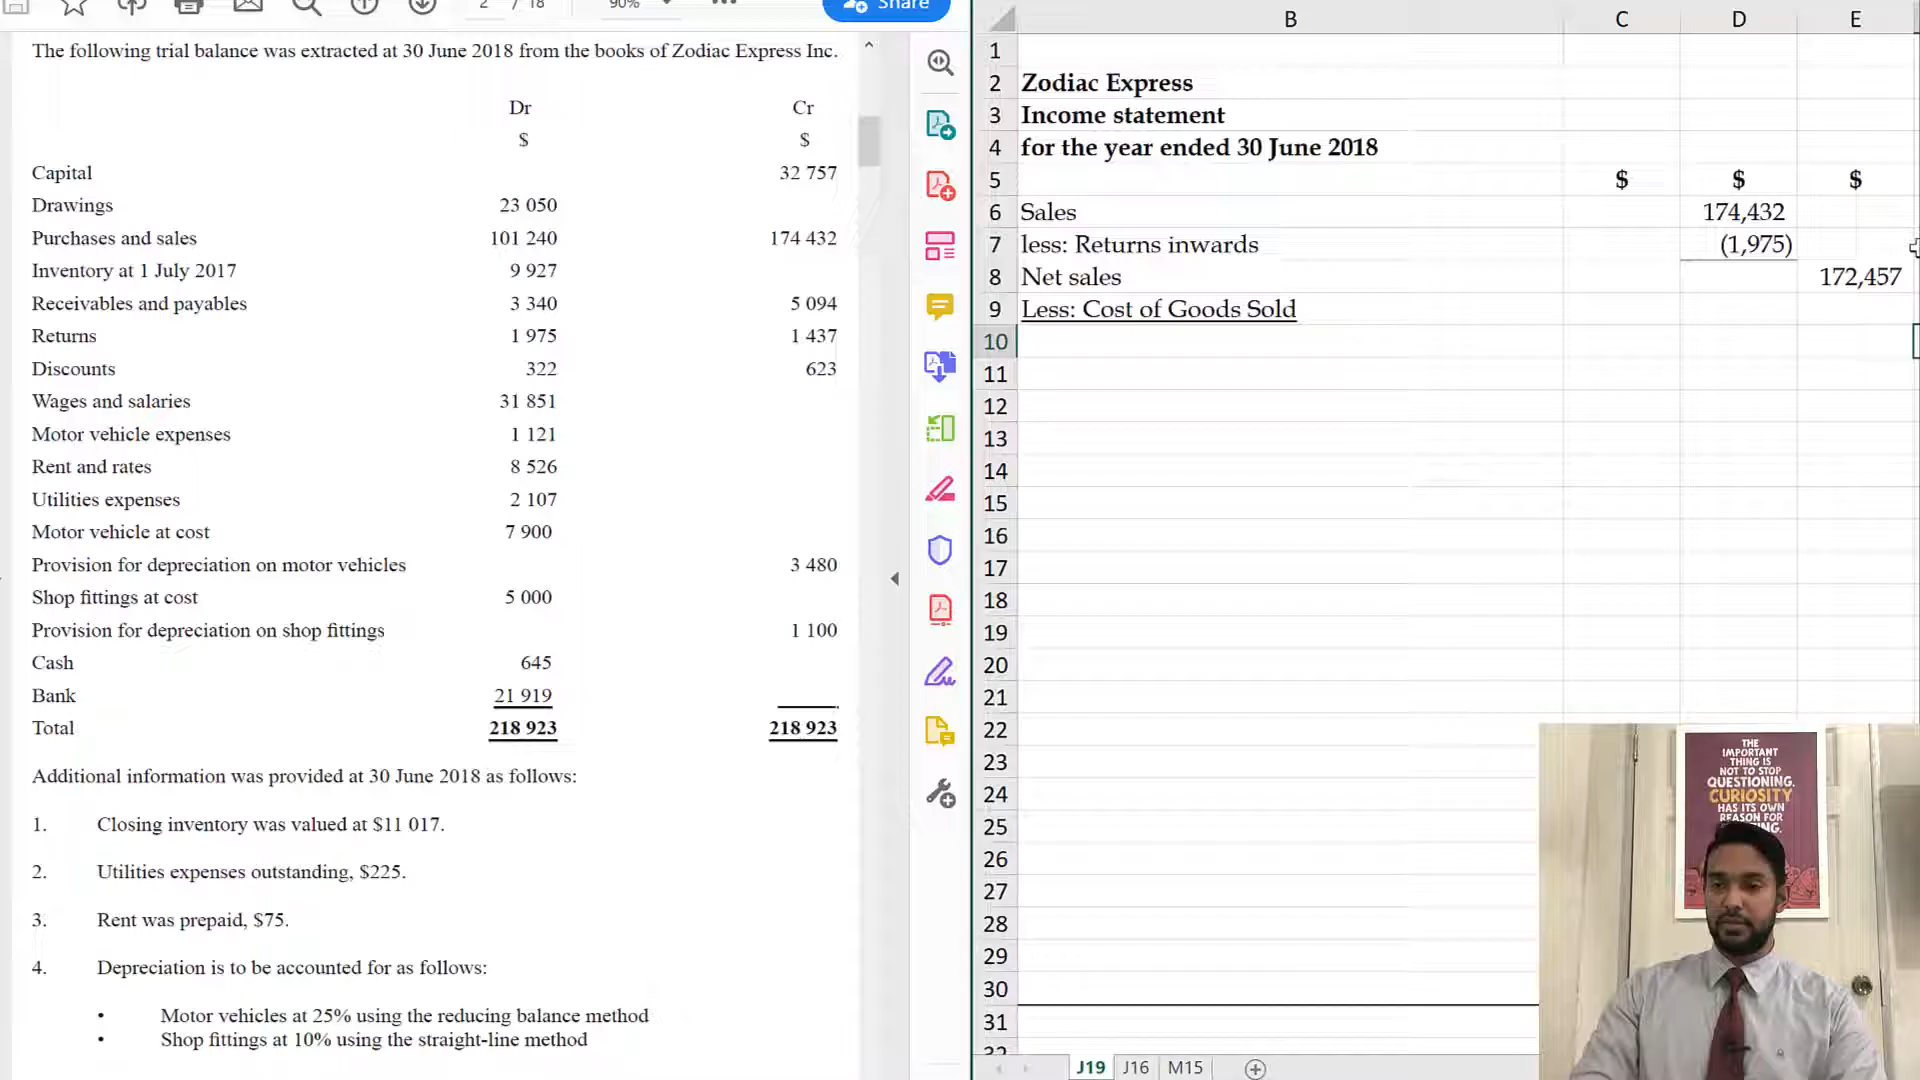 2 / 18
90%
Share
The following trial balance was extracted at 30 June 2018 from the books of Zodiac Express Inc.
Dr Cr
$ $
Capital 32 757
Drawings 23 050
Purchases and sales 101 240 174 432
Inventory at 1 July 2017 9 927
Receivables and payables 3 340 5 094
Returns 1 975 1 437
Discounts 322 623
Wages and salaries 31 851
Motor vehicle expenses 1 121
Rent and rates 8 526
Utilities expenses 2 107
Motor vehicle at cost 7 900
Provision for depreciation on motor vehicles 3 480
Shop fittings at cost 5 000
Provision for depreciation on shop fittings 1 100
Cash 645
Bank 21 919
Total 218 923 218 923
Additional information was provided at 30 June 2018 as follows:
1. Closing inventory was valued at $11 017.
2. Utilities expenses outstanding, $225.
3. Rent was prepaid, $75.
4. Depreciation is to be accounted for as follows:
• Motor vehicles at 25% using the reducing balance method
• Shop fittings at 10% using the straight-line method
B C D E
1
2 Zodiac Express
3 Income statement
4 for the year ended 30 June 2018
5 $ $ $
6 Sales 174,432
7 less: Returns inwards (1,975)
8 Net sales 172,457
9 Less: Cost of Goods Sold
10
11
12
13
14
15
16
17
18
19
20
21
22
23
24
25
26
27
28
29
30
31
32
J19 J16 M15
THE
IMPORTANT
THING IS
NOT TO STOP
QUESTIONING.
CURIOSITY
HAS ITS OWN
REASON FOR